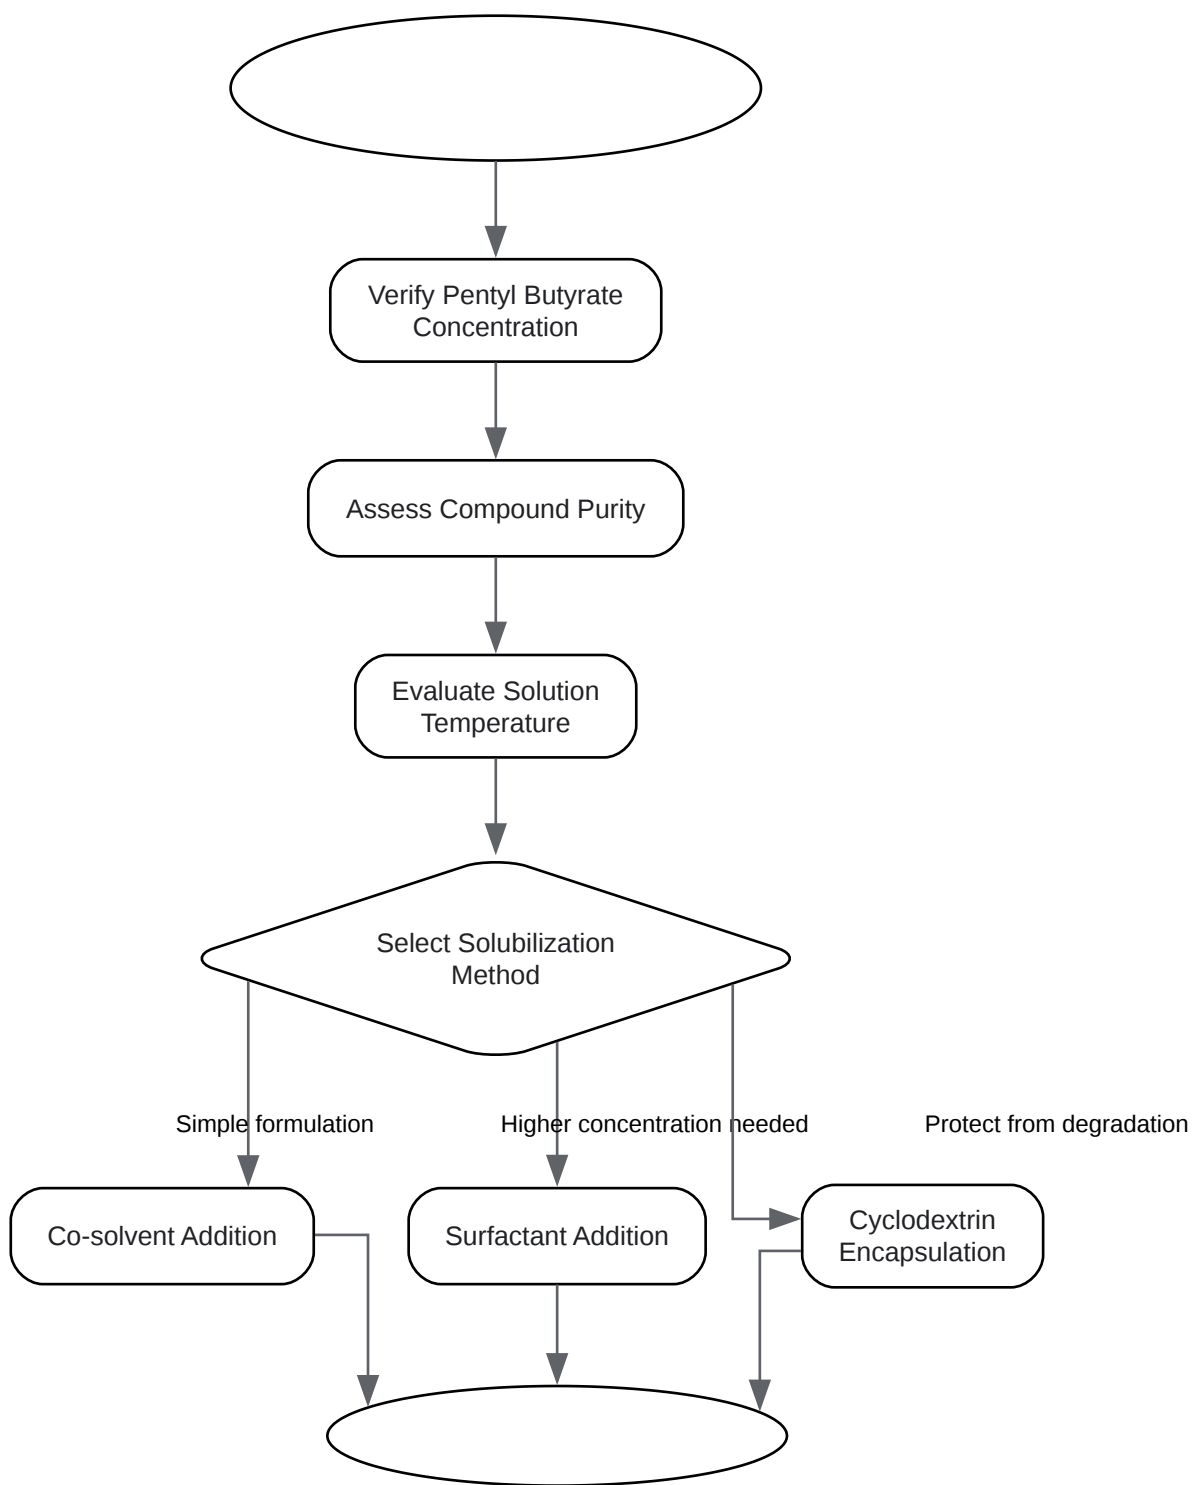 Verify Pentyl Butyrate
Concentration
Assess Compound Purity
Evaluate Solution
Temperature
Select Solubilization
Method
Simple formulation
Higher concentration needed
Protect from degradation
Co-solvent Addition
Surfactant Addition
Cyclodextrin
Encapsulation